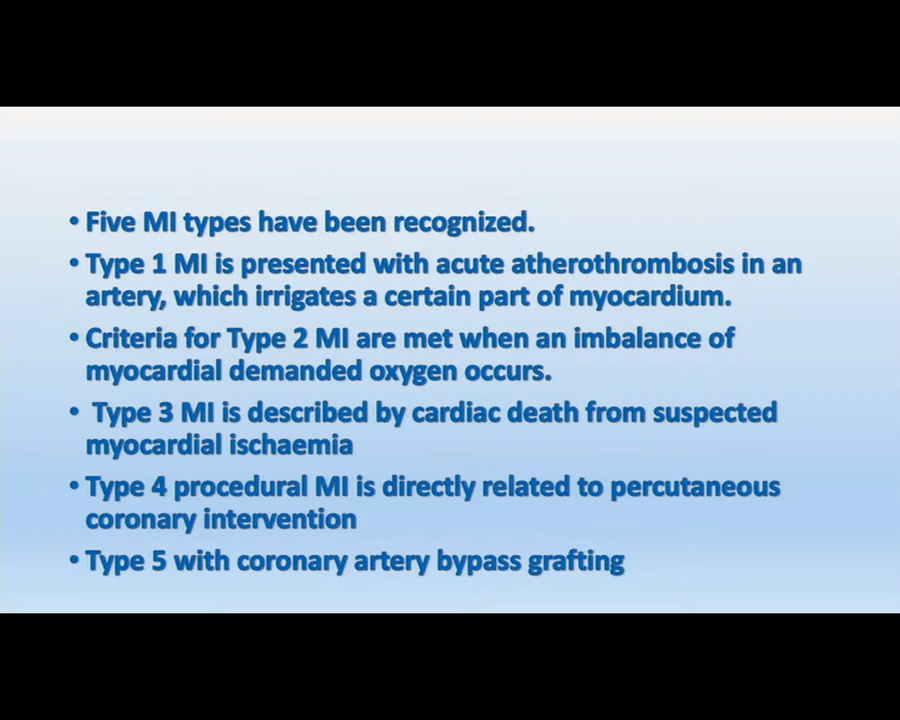 • Five MI types have been recognized.
• Type 1 MI is presented with acute atherothrombosis in an
artery, which irrigates a certain part of myocardium.
• Criteria for Type 2 MI are met when an imbalance of
myocardial demanded oxygen occurs.
• Type 3 MI is described by cardiac death from suspected
myocardial ischaemia
• Type 4 procedural MI is directly related to percutaneous
coronary intervention
• Type 5 with coronary artery bypass grafting